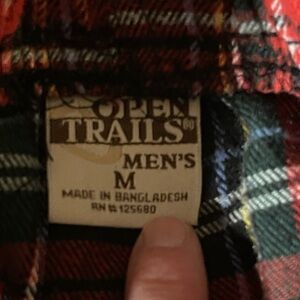 OPEN
TRAILS®
MEN'S
M
MADE IN BANGLADESH
RN # 125680